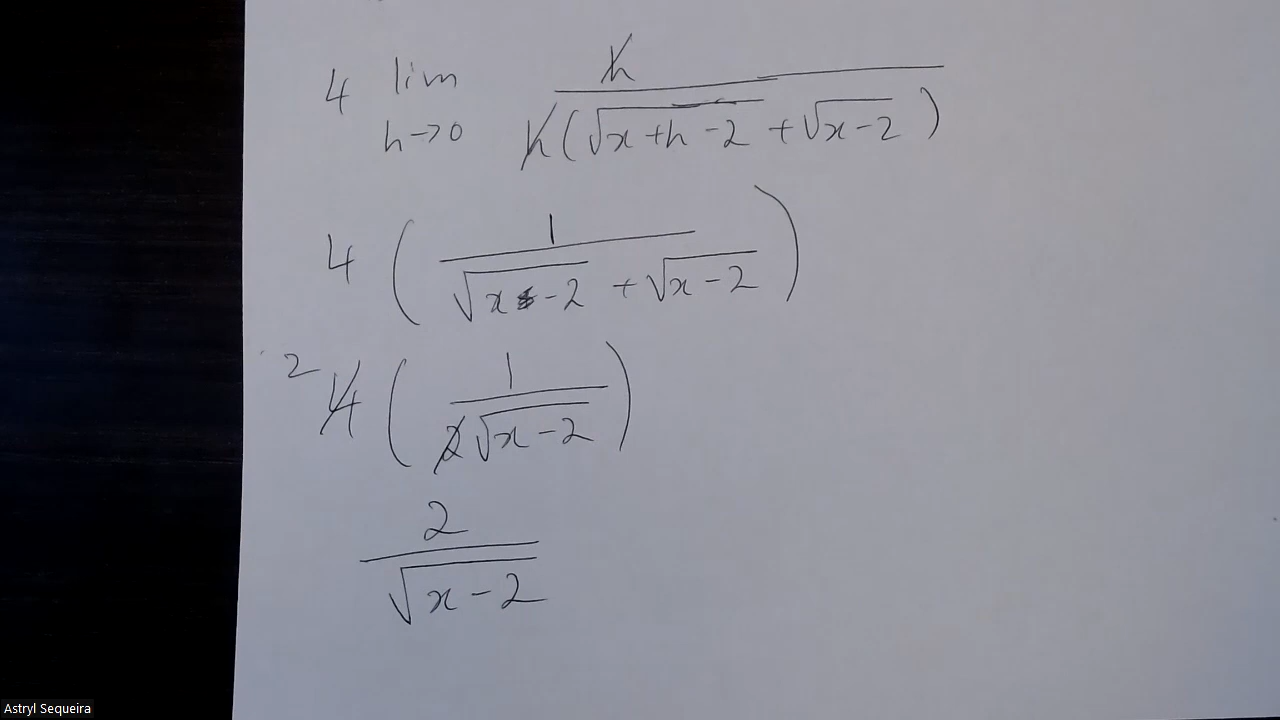 4 lim h→0 h / h(√(x+h-2) + √(x-2))
4 ( 1 / √(x-2) + √(x-2) )
2 4 ( 1 / 2√(x-2) )
2 / √(x-2)
Astryl Sequeira